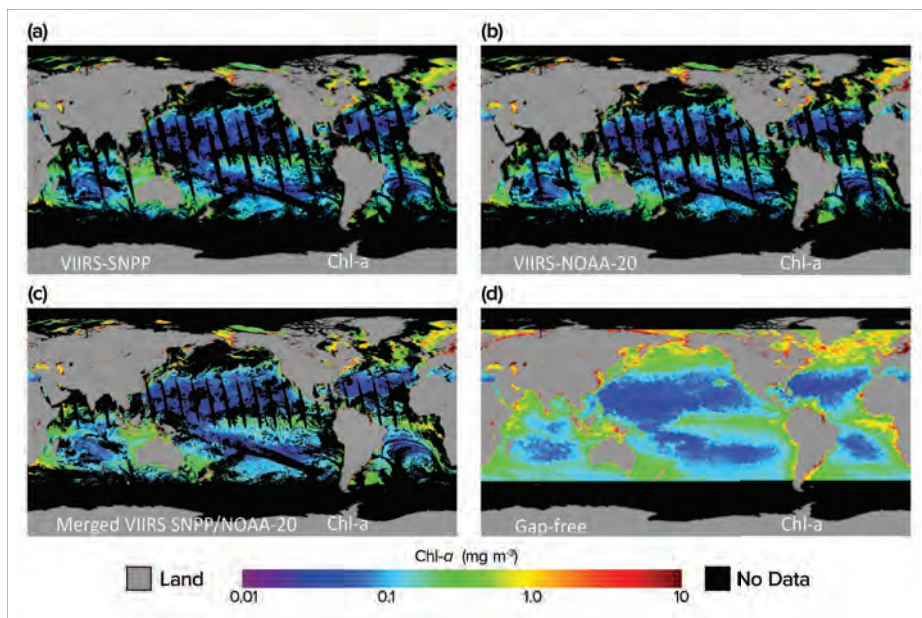 (a)
(b)
VIIRS-SNPP Chl-a
VIIRS-NOAA-20 Chl-a
(c)
(d)
Merged VIIRS SNPP/NOAA-20 Chl-a
Gap-free Chl-a
Chl-a (mg m-3)
Land
No Data
0.01 0.1 1.0 10